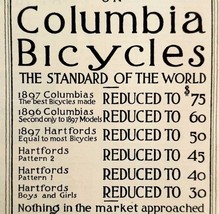 ON
Columbia
Bicycles
THE STANDARD OF THE WORLD
1897 Columbias
The best Bicycles made REDUCED TO $75
1896 Columbias
Second only to 1897 Models REDUCED TO 60
1897 Hartfords
Equal to most Bicycles REDUCED TO 50
Hartfords
Pattern 2 REDUCED TO 45
Hartfords
Pattern 1 REDUCED TO 40
Hartfords
Boys and Girls REDUCED TO 30
Nothing in the market approached